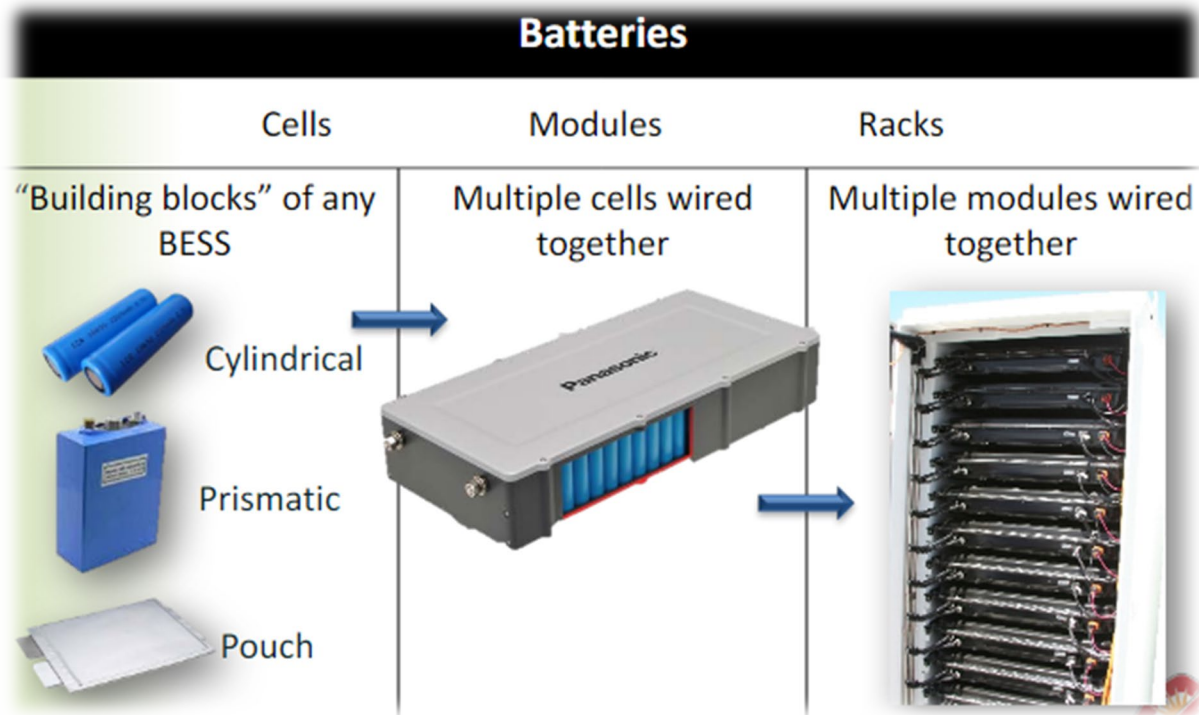 Batteries
Cells
Modules
Racks
“Building blocks” of any
BESS
Multiple cells wired
together
Multiple modules wired
together
Cylindrical
Panasonic
Prismatic
Pouch